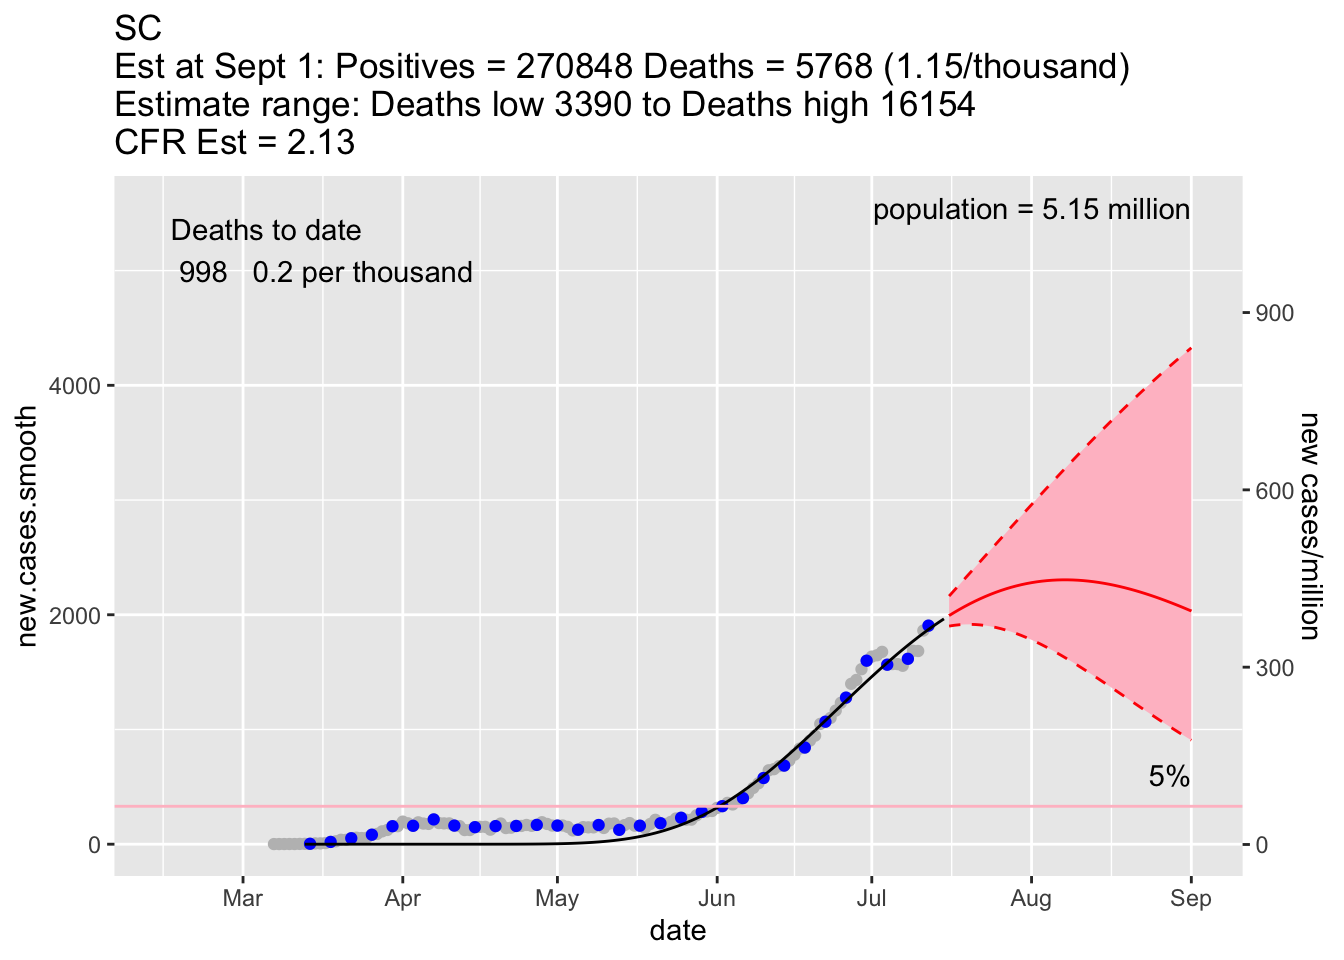 SC
Est at Sept 1: Positives = 270848 Deaths = 5768 (1.15/thousand)
Estimate range: Deaths low 3390 to Deaths high 16154
CFR Est = 2.13
population = 5.15 million
Deaths to date
998 0.2 per thousand
new.cases.smooth
4000
2000
0
900
600
300
0
new cases/million
5%
Mar Apr May Jun Jul Aug Sep
date